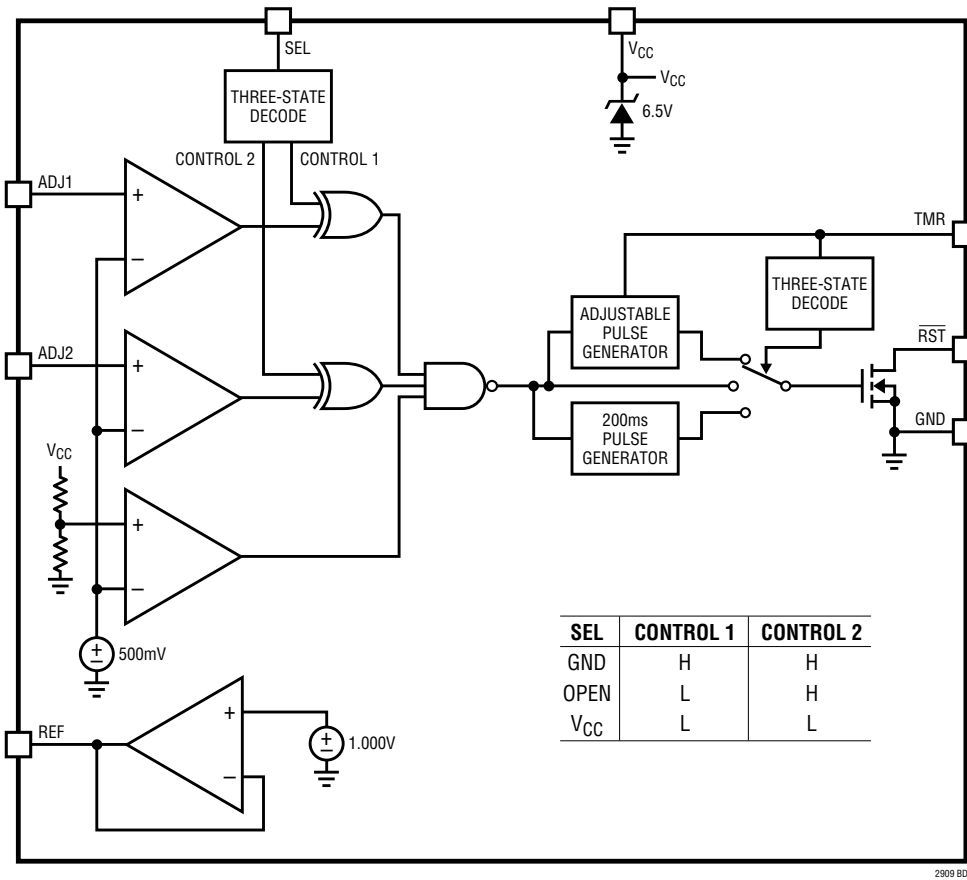 SEL
VCC
THREE-STATE
DECODE
VCC
6.5V
CONTROL 2
CONTROL 1
ADJ1
+
–
TMR
THREE-STATE
DECODE
ADJUSTABLE
PULSE
GENERATOR
RST
ADJ2
+
–
200ms
PULSE
GENERATOR
GND
VCC
+
–
+
–
500mV
SEL CONTROL 1 CONTROL 2
GND H H
OPEN L H
VCC L L
REF
+
–
+
–
1.000V
2909 BD